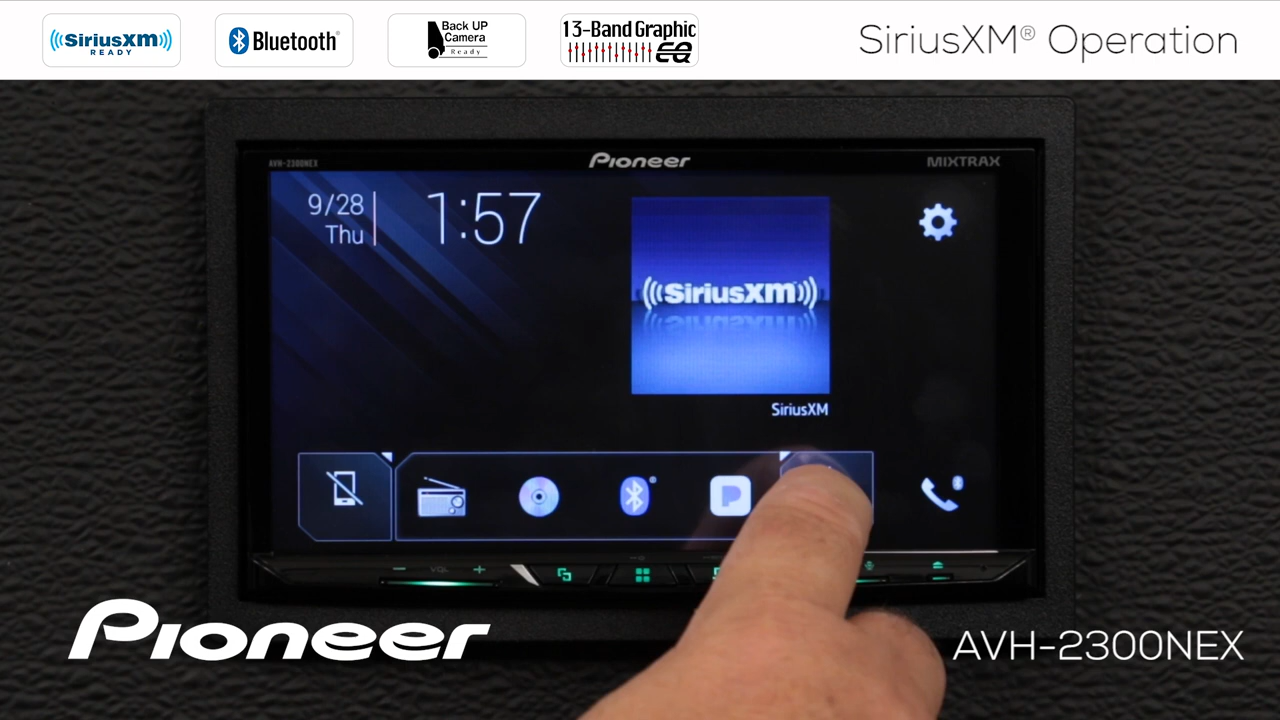 ((SiriusXM))
READY
Bluetooth®
Back UP
Camera
Ready
13-Band Graphic
EQ
SiriusXM® Operation
AVH-2300NEX
Pioneer
MIXTRAX
9/28
Thu
1:57
((SiriusXM))
SiriusXM
− VOL +
Pioneer
AVH-2300NEX